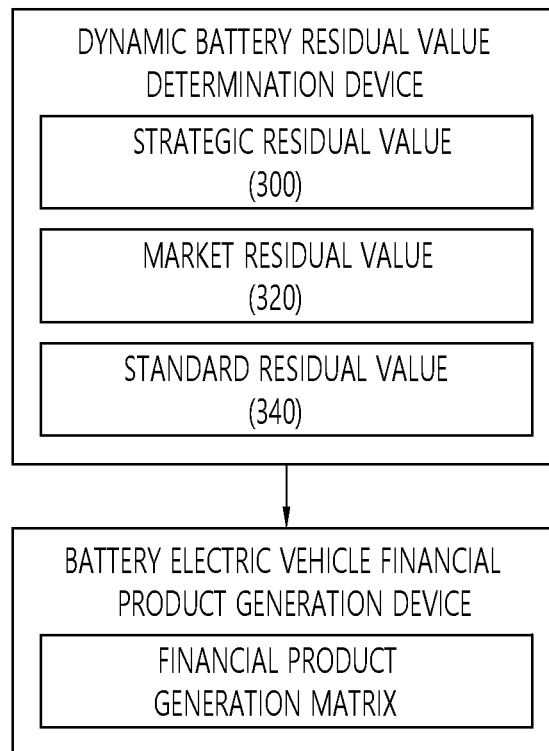 DYNAMIC BATTERY RESIDUAL VALUE
DETERMINATION DEVICE
STRATEGIC RESIDUAL VALUE
(300)
MARKET RESIDUAL VALUE
(320)
STANDARD RESIDUAL VALUE
(340)
BATTERY ELECTRIC VEHICLE FINANCIAL
PRODUCT GENERATION DEVICE
FINANCIAL PRODUCT
GENERATION MATRIX